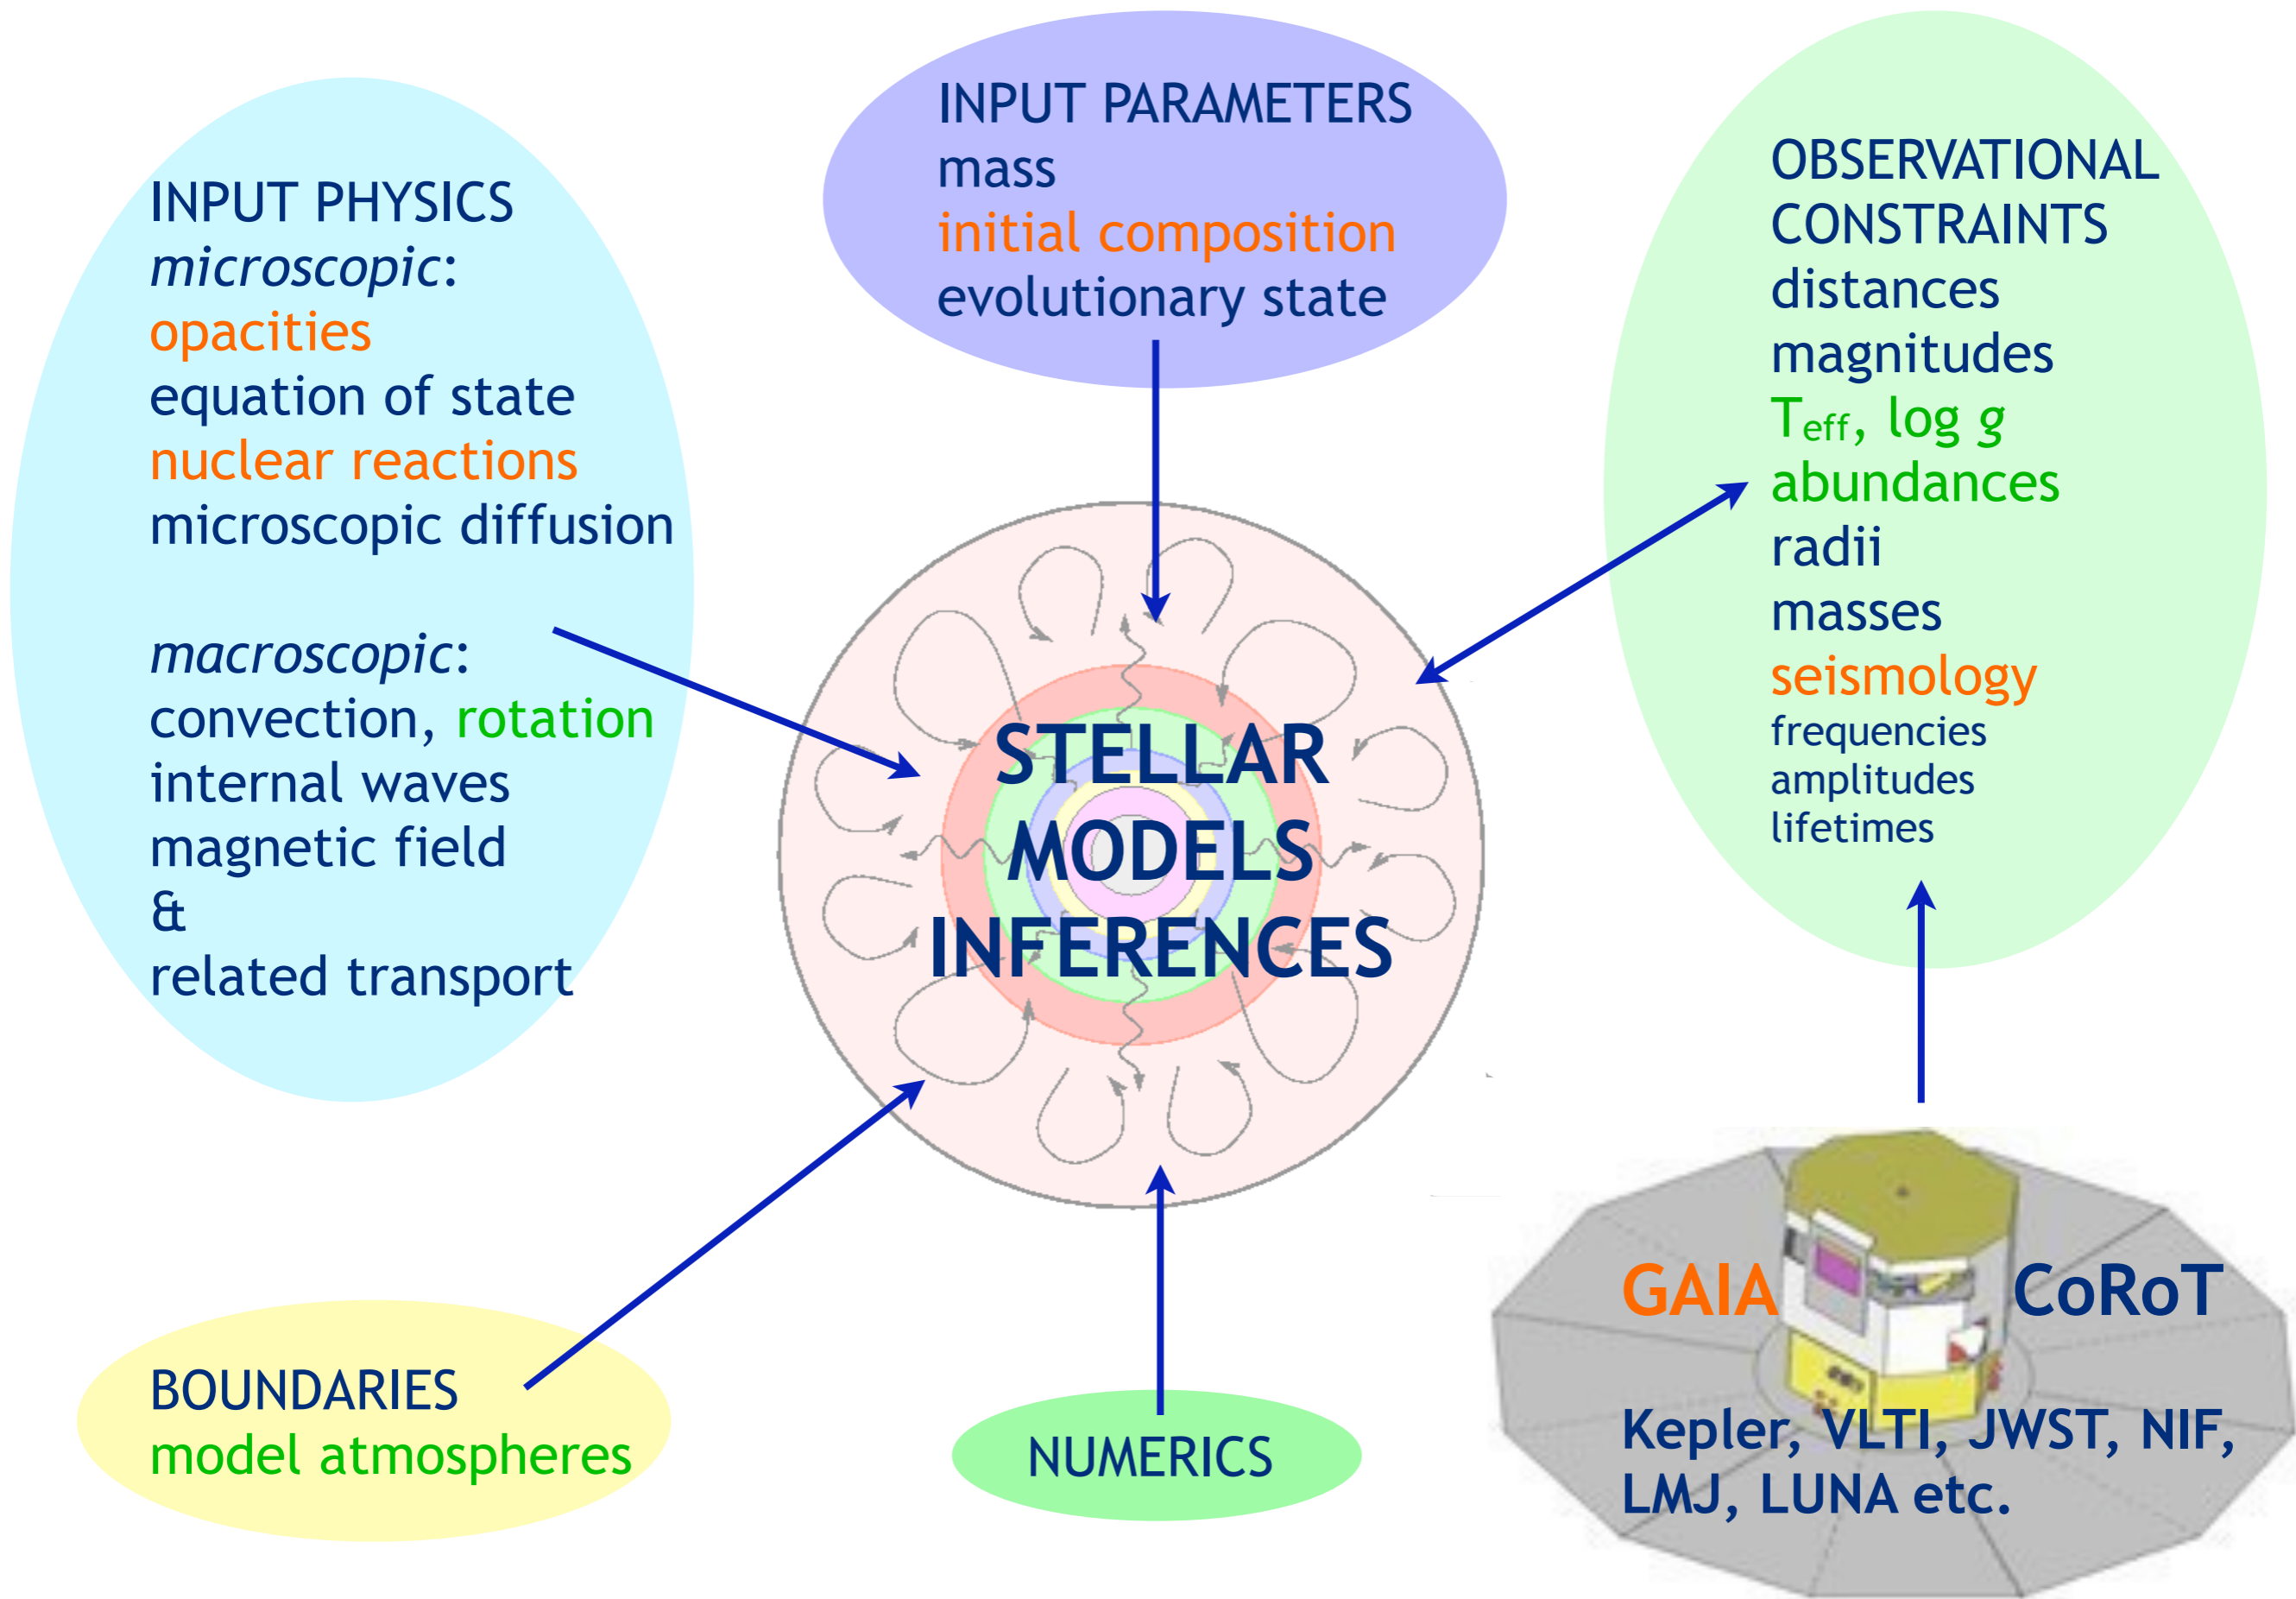 INPUT PHYSICS
microscopic:
opacities
equation of state
nuclear reactions
microscopic diffusion
macroscopic:
convection, rotation
internal waves
magnetic field
&
related transport
INPUT PARAMETERS
mass
initial composition
evolutionary state
OBSERVATIONAL
CONSTRAINTS
distances
magnitudes
Teff, log g
abundances
radii
masses
seismology
frequencies
amplitudes
lifetimes
STELLAR
MODELS
INFERENCES
BOUNDARIES
model atmospheres
NUMERICS
GAIA CoRoT
Kepler, VLTI, JWST, NIF,
LMJ, LUNA etc.